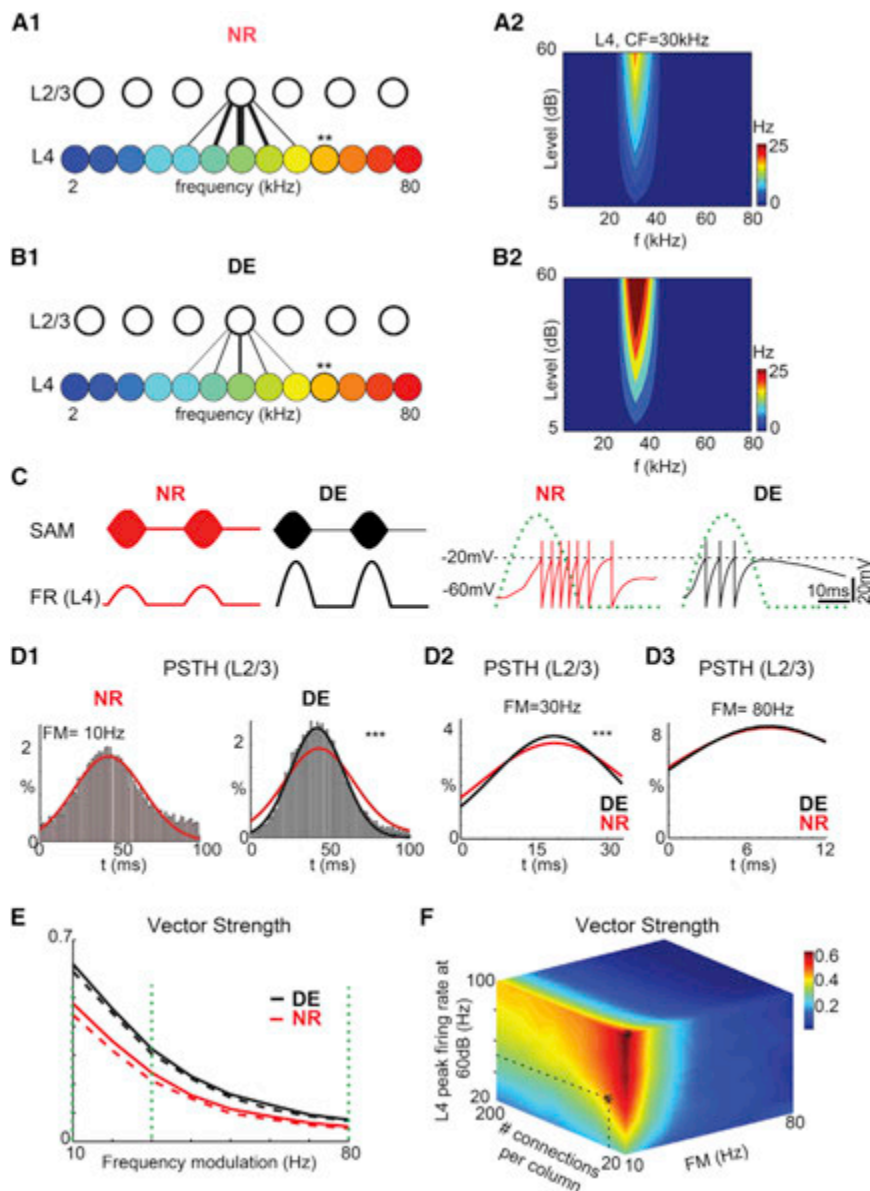 A1
NR
L2/3
L4
**
2
frequency (kHz)
80
A2
L4, CF=30kHz
60
Level (dB)
5
20 40 60 80
f (kHz)
Hz
25
0
B1
DE
L2/3
L4
**
2
frequency (kHz)
80
B2
60
Level (dB)
5
20 40 60 80
f (kHz)
Hz
25
0
C
NR
DE
SAM
FR (L4)
NR
DE
-20mV
-60mV
10ms
20mV
D1
PSTH (L2/3)
NR
FM=10Hz
2
%
0
0 50 100
t (ms)
DE
***
2
%
0
0 50 100
t (ms)
D2
PSTH (L2/3)
FM=30Hz
***
4
%
0
DE
NR
0 15 30
t (ms)
D3
PSTH (L2/3)
FM= 80Hz
8
%
0
DE
NR
0 6 12
t (ms)
E
Vector Strength
0.7
0
DE
NR
10
80
Frequency modulation (Hz)
F
Vector Strength
L4 peak firing rate at
60dB (Hz)
100
20
200
# connections
per column
20
10
FM (Hz)
80
0.6
0.4
0.2